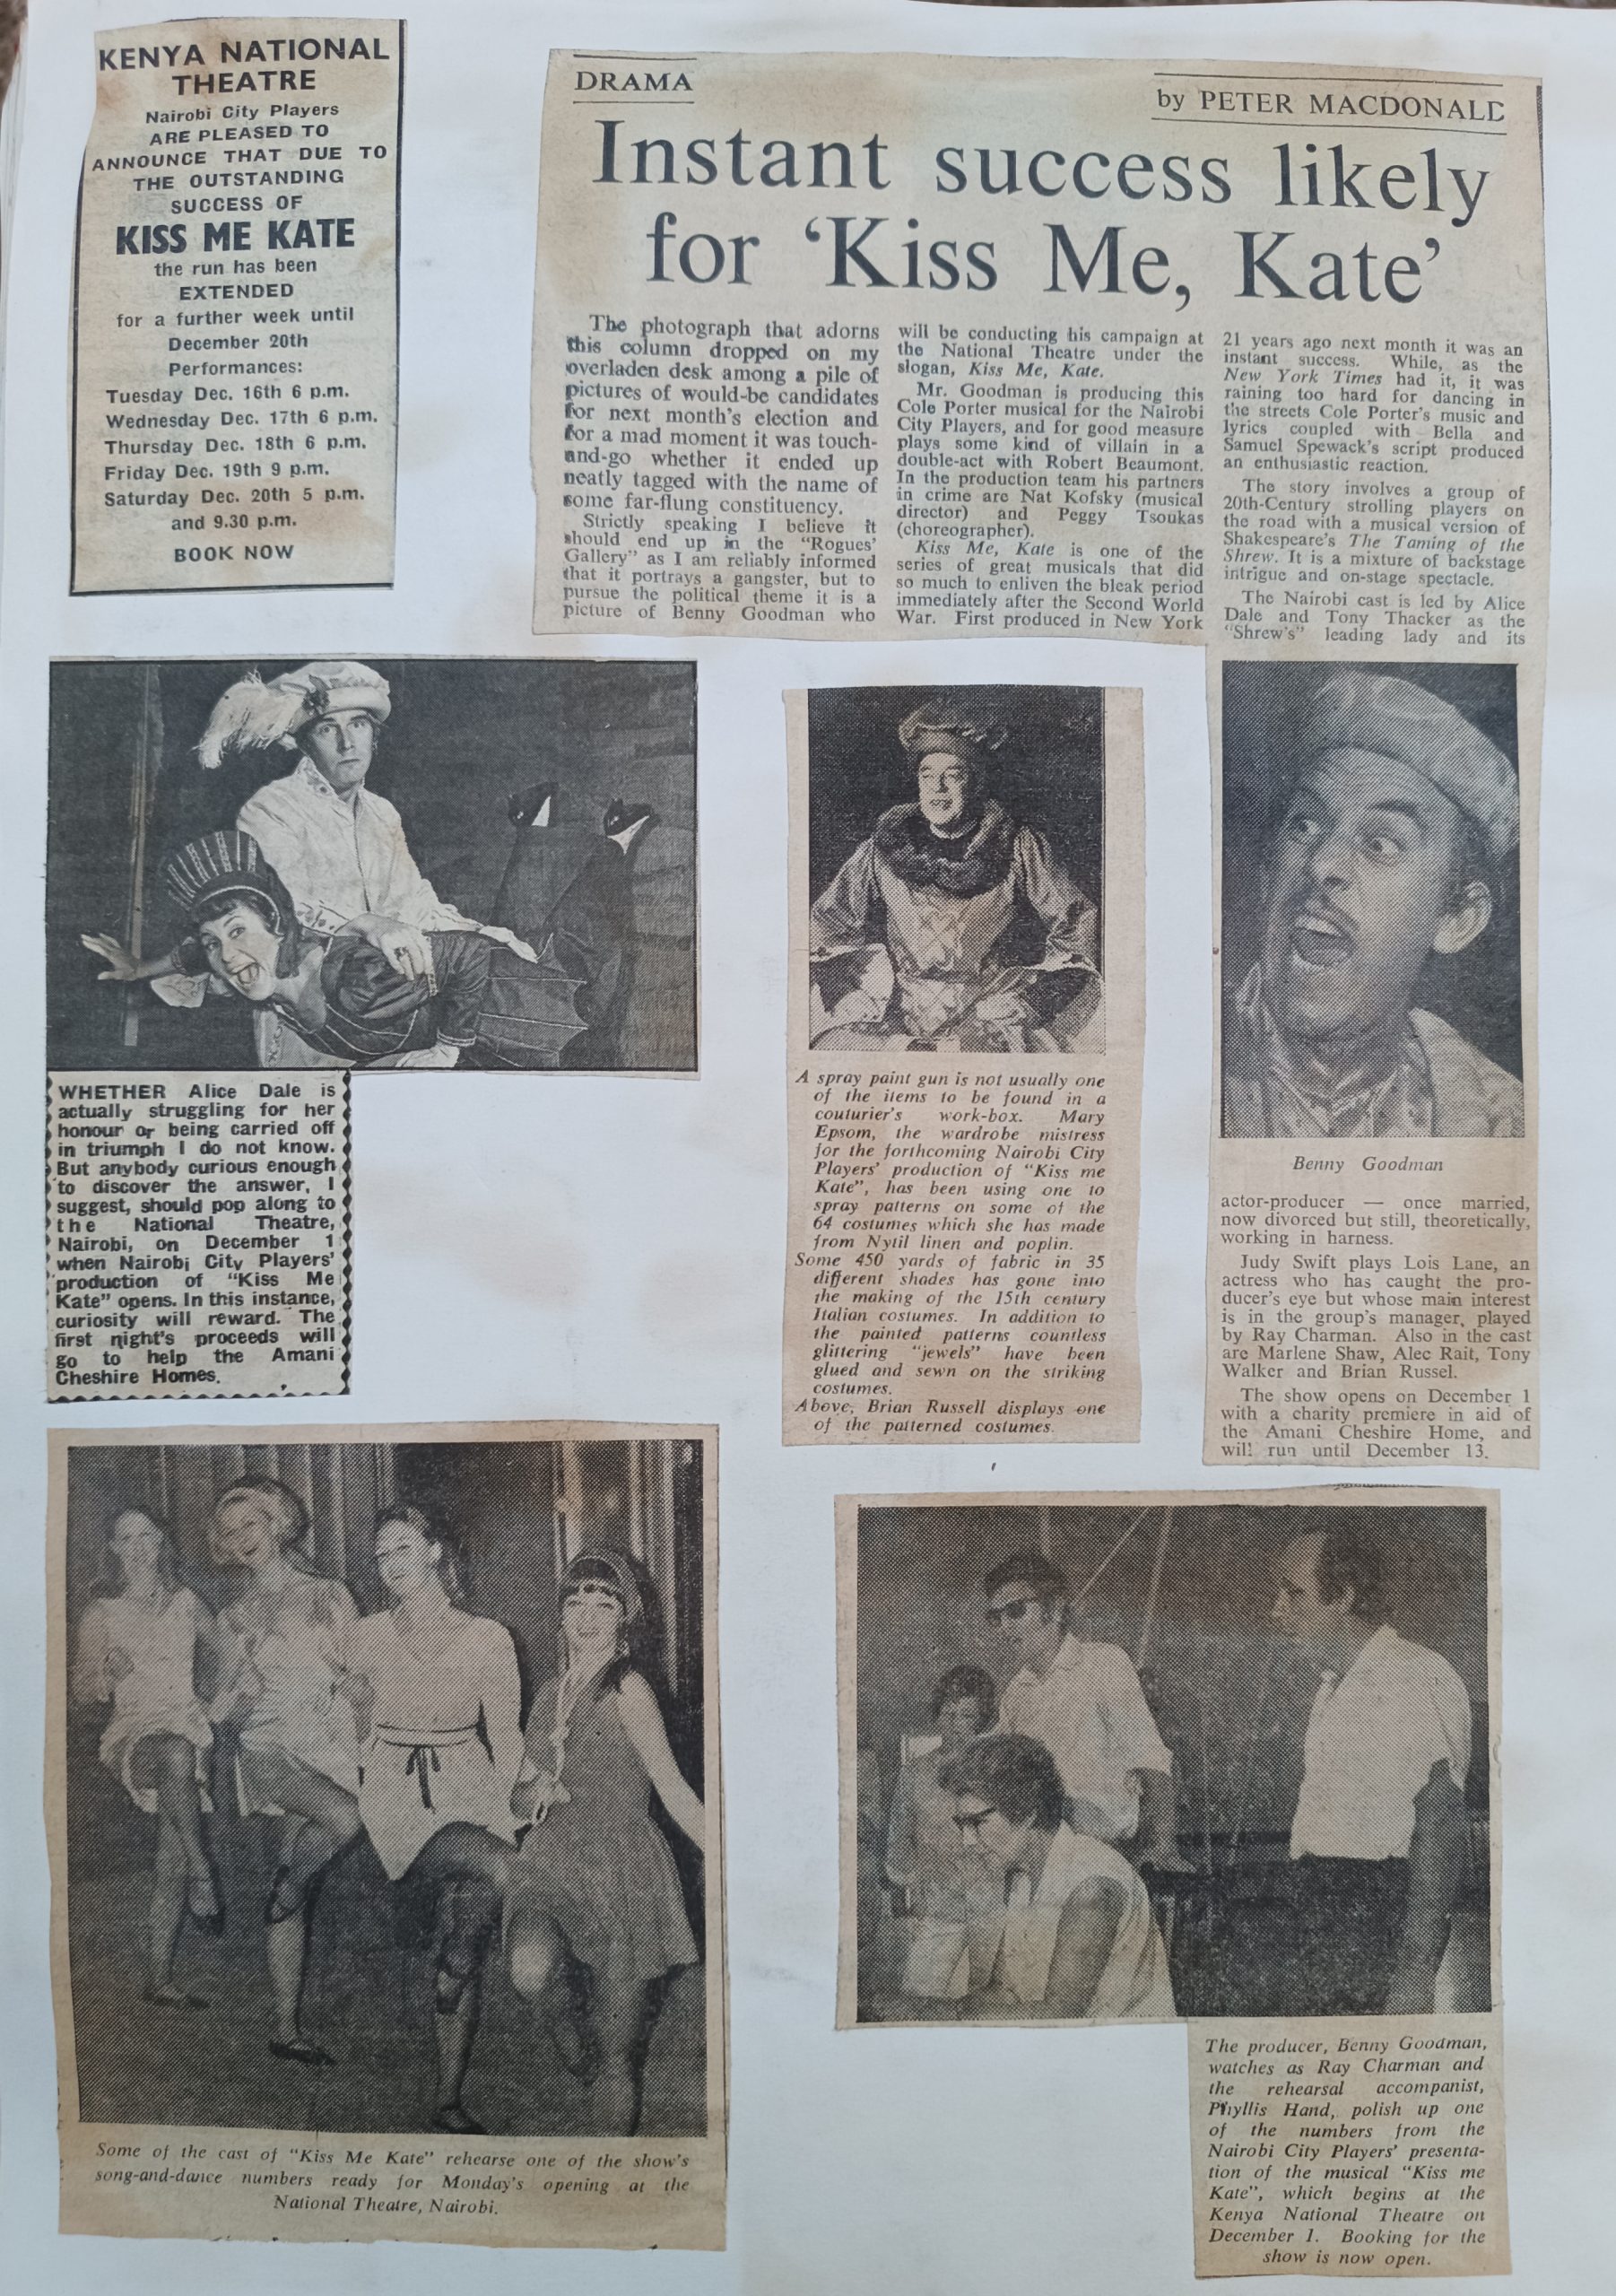 KENYA NATIONAL
THEATRE
Nairobi City Players
ARE PLEASED TO
ANNOUNCE THAT DUE TO
THE OUTSTANDING
SUCCESS OF
KISS ME KATE
the run has been
EXTENDED
for a further week until
December 20th
Performances:
Tuesday Dec. 16th 6 p.m.
Wednesday Dec. 17th 6 p.m.
Thursday Dec. 18th 6 p.m.
Friday Dec. 19th 9 p.m.
Saturday Dec. 20th 5 p.m.
and 9.30 p.m.
BOOK NOW
DRAMA
by PETER MACDONALD
Instant success likely
for ‘Kiss Me, Kate’
The photograph that adorns
this column dropped on my
overladen desk among a pile of
pictures of would-be candidates
for next month's election and
for a mad moment it was touch-
and-go whether it ended up
neatly tagged with the name of
some far-flung constituency.
Strictly speaking I believe it
should end up in the "Rogues'
Gallery" as I am reliably informed
that it portrays a gangster, but to
pursue the political theme it is a
picture of Benny Goodman who
will be conducting his campaign at
the National Theatre under the
slogan, Kiss Me, Kate.
Mr. Goodman is producing this
Cole Porter musical for the Nairobi
City Players, and for good measure
plays some kind of villain in a
double-act with Robert Beaumont.
In the production team his partners
in crime are Nat Kofsky (musical
director) and Peggy Tsoukas
(choreographer).
Kiss Me, Kate is one of the
series of great musicals that did
so much to enliven the bleak period
immediately after the Second World
War. First produced in New York
21 years ago next month it was an
instant success. While, as the
New York Times had it, it was
raining too hard for dancing in
the streets Cole Porter's music and
lyrics coupled with Bella and
Samuel Spewack's script produced
an enthusiastic reaction.
The story involves a group of
20th-Century strolling players on
the road with a musical version of
Shakespeare's The Taming of the
Shrew. It is a mixture of backstage
intrigue and on-stage spectacle.
The Nairobi cast is led by Alice
Dale and Tony Thacker as the
"Shrew's" leading lady and its
Benny Goodman
actor-producer — once married,
now divorced but still, theoretically,
working in harness.
Judy Swift plays Lois Lane, an
actress who has caught the pro-
ducer's eye but whose main interest
is in the group's manager, played
by Ray Charman. Also in the cast
are Marlene Shaw, Alec Rait, Tony
Walker and Brian Russel.
The show opens on December 1
with a charity premiere in aid of
the Amani Cheshire Home, and
will run until December 13.
WHETHER Alice Dale is
actually struggling for her
honour or being carried off
in triumph I do not know.
But anybody curious enough
to discover the answer, I
suggest, should pop along to
the National Theatre,
Nairobi, on December 1
when Nairobi City Players'
production of "Kiss Me
Kate" opens. In this instance,
curiosity will reward. The
first night's proceeds will
go to help the Amani
Cheshire Homes.
A spray paint gun is not usually one
of the items to be found in a
couturier's work-box. Mary
Epsom, the wardrobe mistress
for the forthcoming Nairobi City
Players' production of "Kiss me
Kate", has been using one to
spray patterns on some of the
64 costumes which she has made
from Nytil linen and poplin.
Some 450 yards of fabric in 35
different shades has gone into
the making of the 15th century
Italian costumes. In addition to
the painted patterns countless
glittering "jewels" have been
glued and sewn on the striking
costumes.
Above, Brian Russell displays one
of the patterned costumes.
Some of the cast of "Kiss Me Kate" rehearse one of the show's
song-and-dance numbers ready for Monday's opening at the
National Theatre, Nairobi.
The producer, Benny Goodman,
watches as Ray Charman and
the rehearsal accompanist,
Phyllis Hand, polish up one
of the numbers from the
Nairobi City Players' presenta-
tion of the musical "Kiss me
Kate", which begins at the
Kenya National Theatre on
December 1. Booking for the
show is now open.